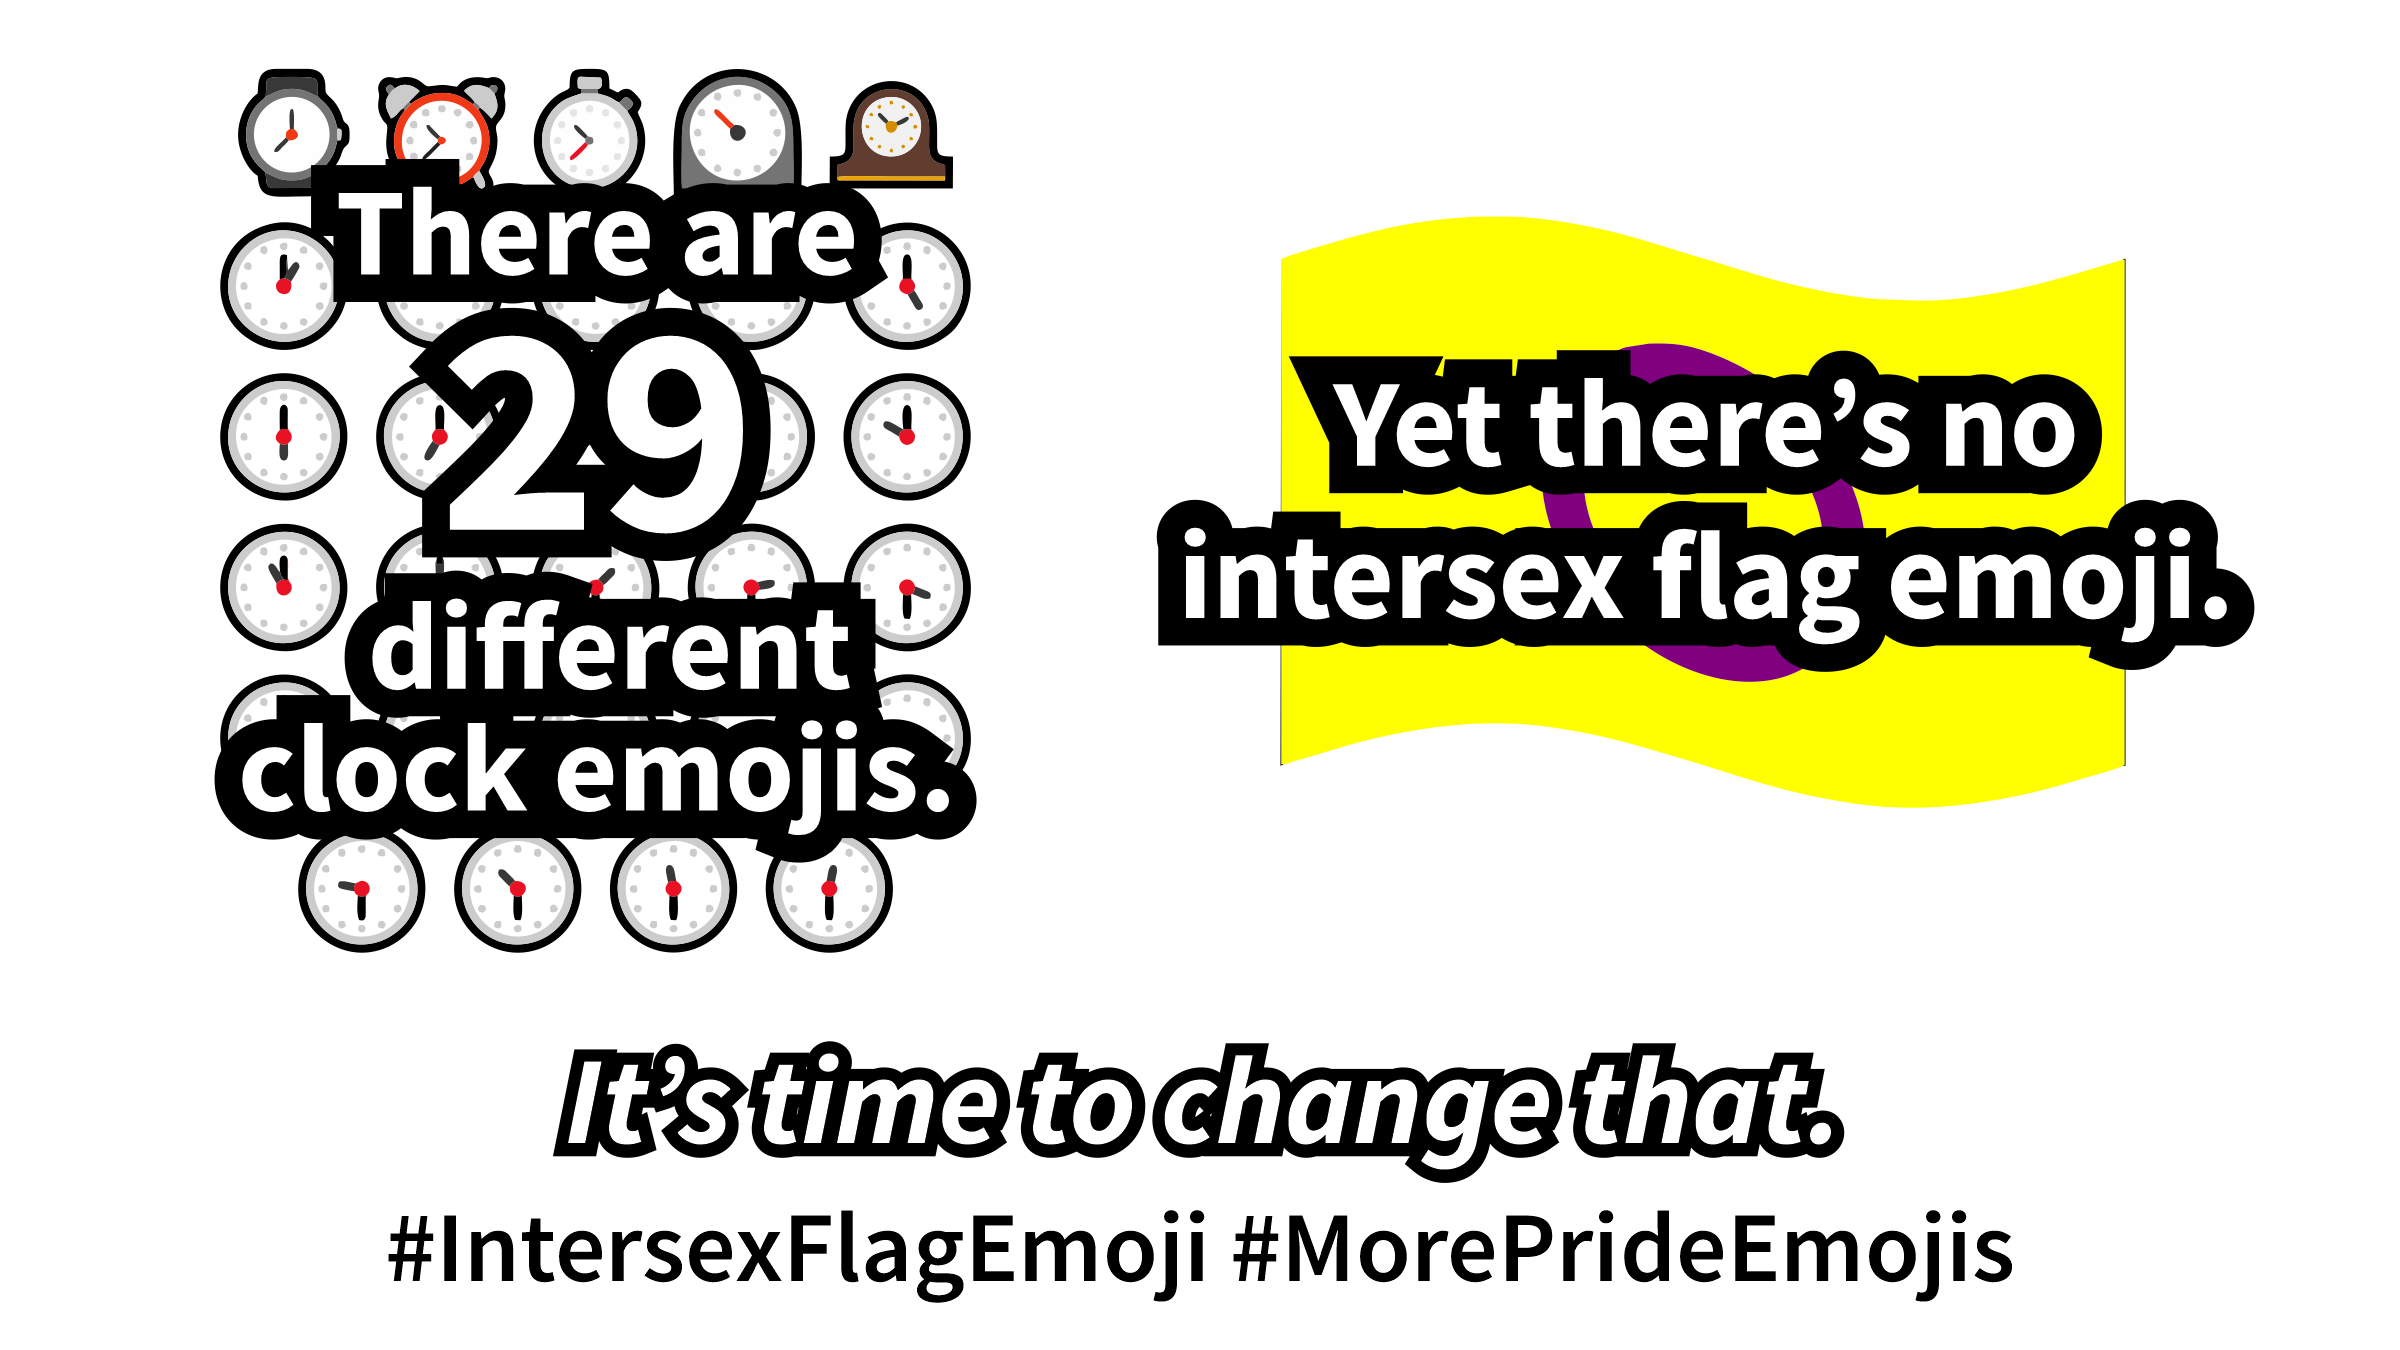 There are
29
different
clock emojis.
Yet there’s no
intersex flag emoji.
It’s time to change that.
#IntersexFlagEmoji #MorePrideEmojis